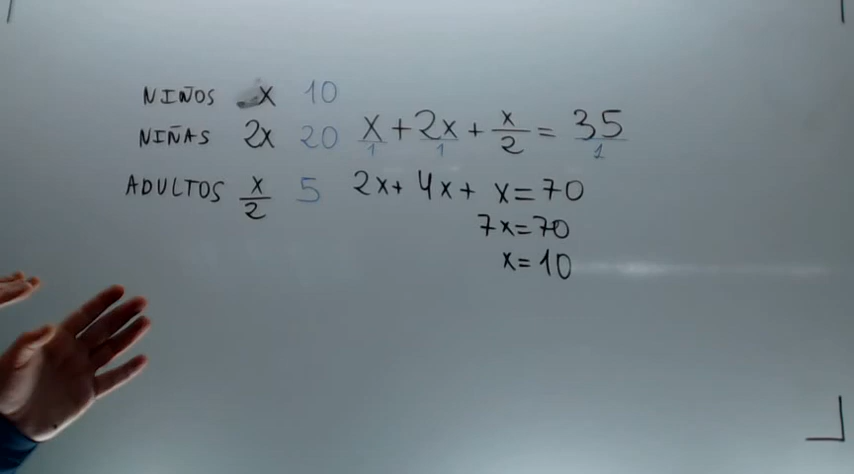 NIÑOS x 10
NIÑAS 2x 20
ADULTOS x/2 5
x/1 + 2x/1 + x/2 = 35/1
2x + 4x + x = 70
7x = 70
x = 10